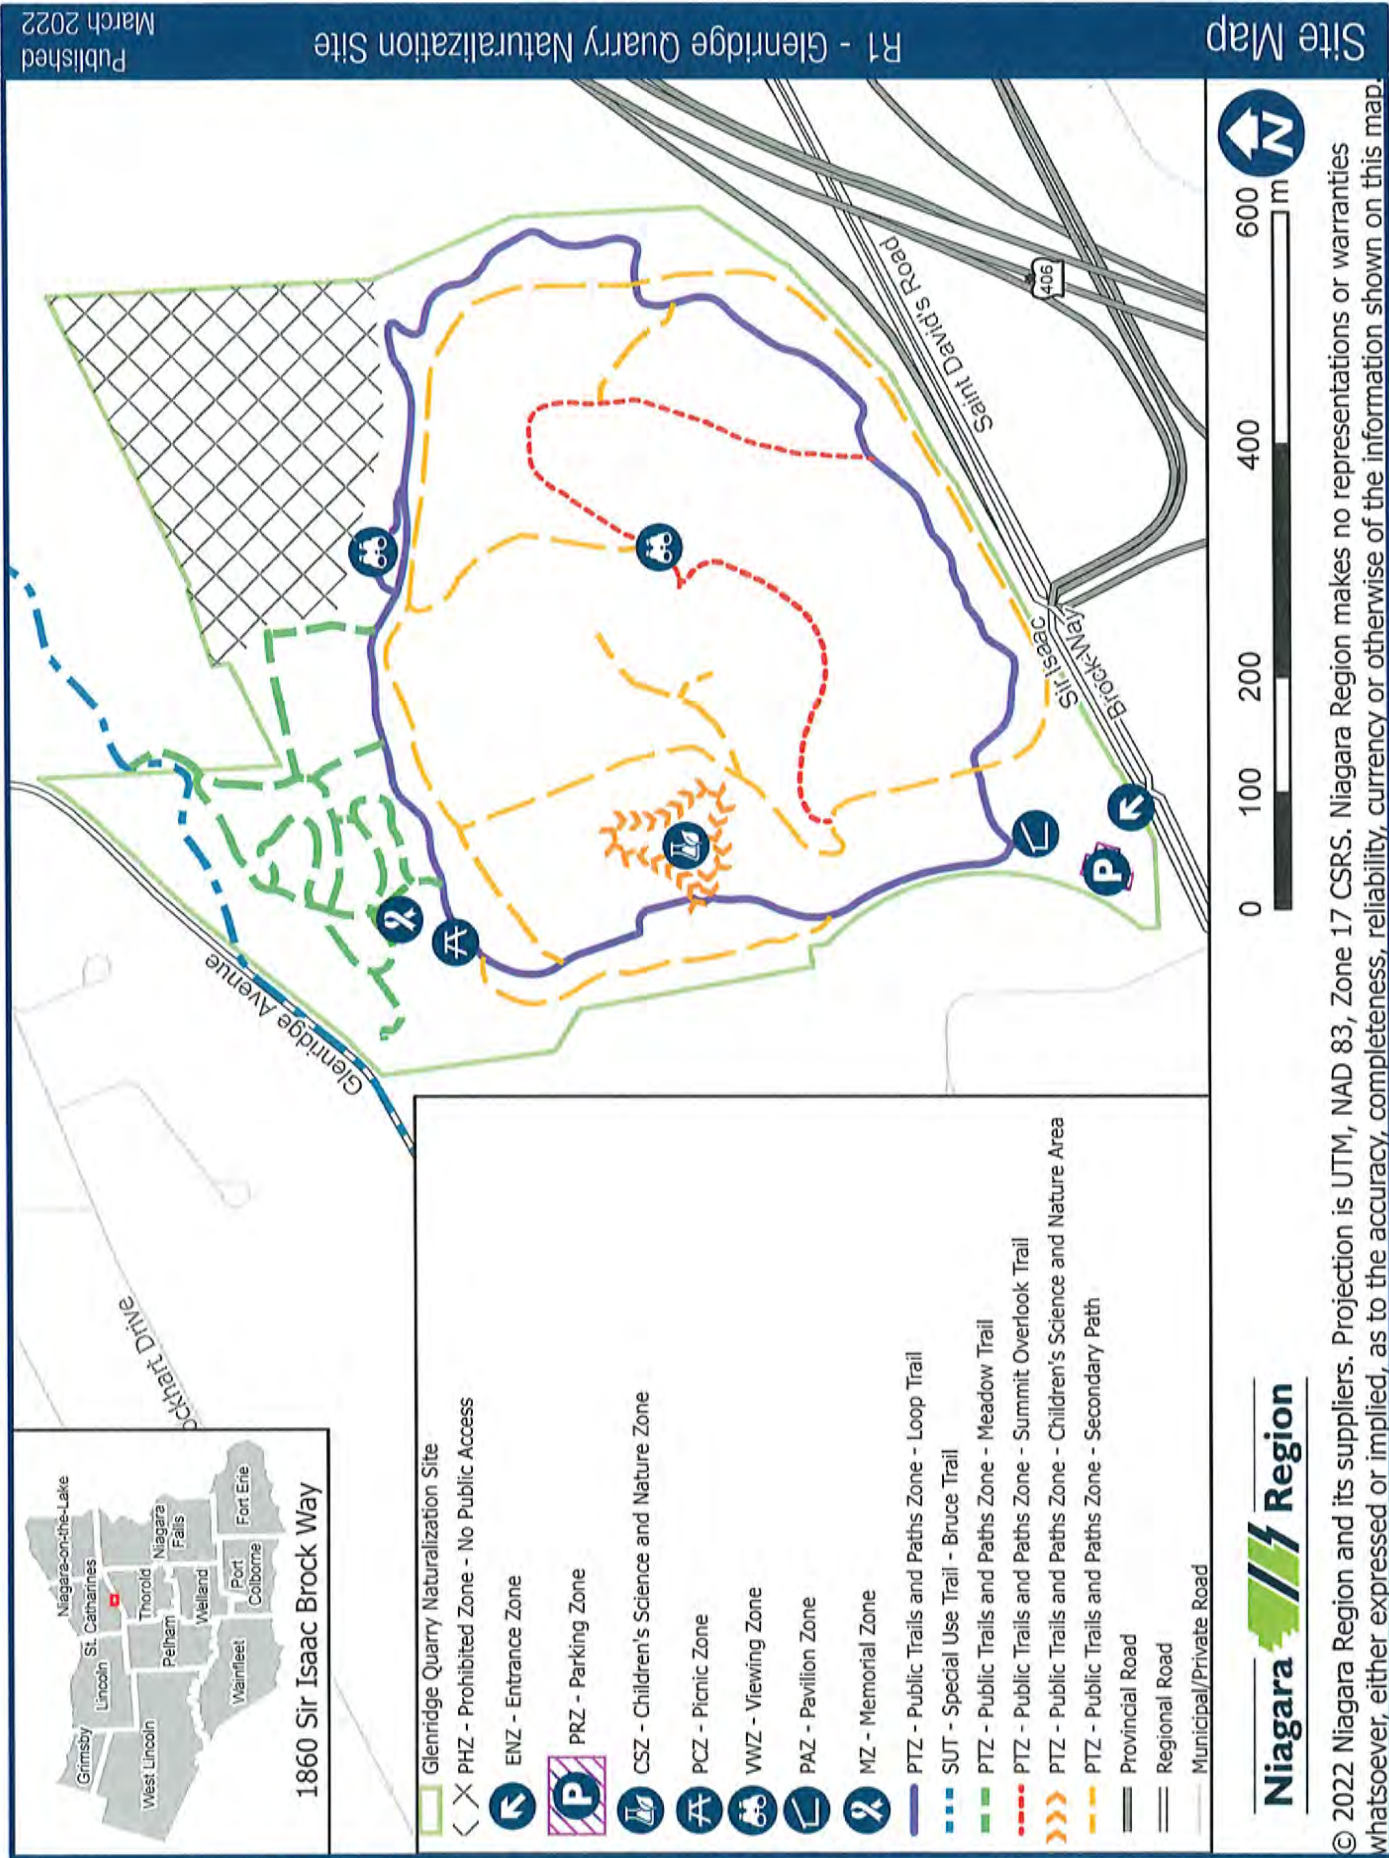 Site Map
R1 - Glenridge Quarry Naturalization Site
Published
March 2022
Grimsby
Lincoln
St. Catharines
Niagara-on-the-Lake
West Lincoln
Pelham
Thorold
Niagara
Falls
Welland
Wainfleet
Port
Colborne
Fort Erie
1860 Sir Isaac Brock Way
ockhart Drive
Glenridge Avenue
Saint David's Road
406
Sir Isaac
Brock Way
P
Glenridge Quarry Naturalization Site
PHZ - Prohibited Zone - No Public Access
ENZ - Entrance Zone
P PRZ - Parking Zone
CSZ - Children's Science and Nature Zone
PCZ - Picnic Zone
VWZ - Viewing Zone
PAZ - Pavilion Zone
MZ - Memorial Zone
PTZ - Public Trails and Paths Zone - Loop Trail
SUT - Special Use Trail - Bruce Trail
PTZ - Public Trails and Paths Zone - Meadow Trail
PTZ - Public Trails and Paths Zone - Summit Overlook Trail
PTZ - Public Trails and Paths Zone - Children's Science and Nature Area
PTZ - Public Trails and Paths Zone - Secondary Path
Provincial Road
Regional Road
Municipal/Private Road
Niagara Region
0 100 200 400 600
m
N
© 2022 Niagara Region and its suppliers. Projection is UTM, NAD 83, Zone 17 CSRS. Niagara Region makes no representations or warranties
whatsoever, either expressed or implied, as to the accuracy, completeness, reliability, currency or otherwise of the information shown on this map.